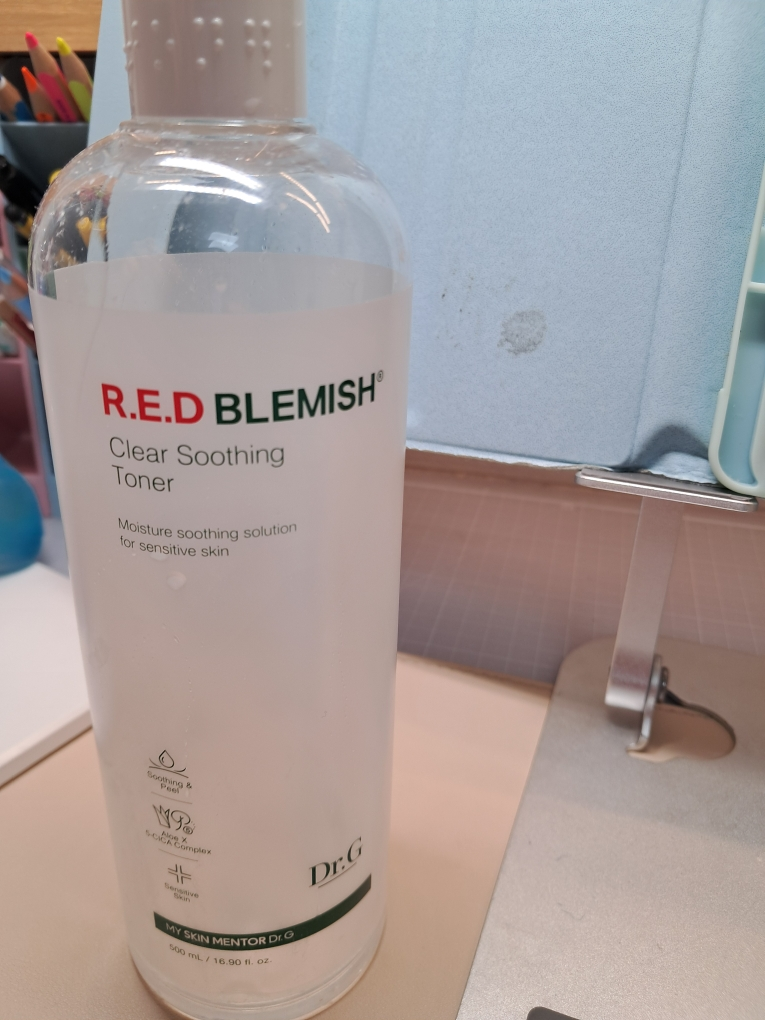 R.E.D BLEMISH®
Clear Soothing
Toner
Moisture soothing solution
for sensitive skin
Soothing &
Peel
Aloe X
5-CICA Complex
Sensitive
Skin
Dr.G
MY SKIN MENTOR Dr.G
500 mL / 16.90 fl. oz.